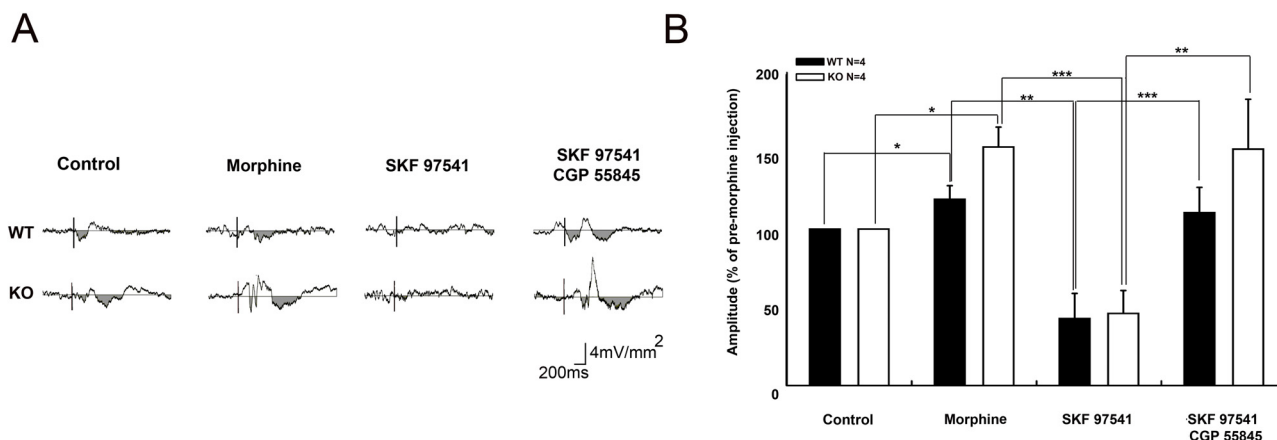 A
Control
Morphine
SKF 97541
SKF 97541
CGP 55845
WT
KO
4mV/mm2
200ms
B
WT N=4
KO N=4
Amplitude (% of pre-morphine injection)
200
150
100
50
0
*
*
**
***
***
**
Control
Morphine
SKF 97541
SKF 97541
CGP 55845